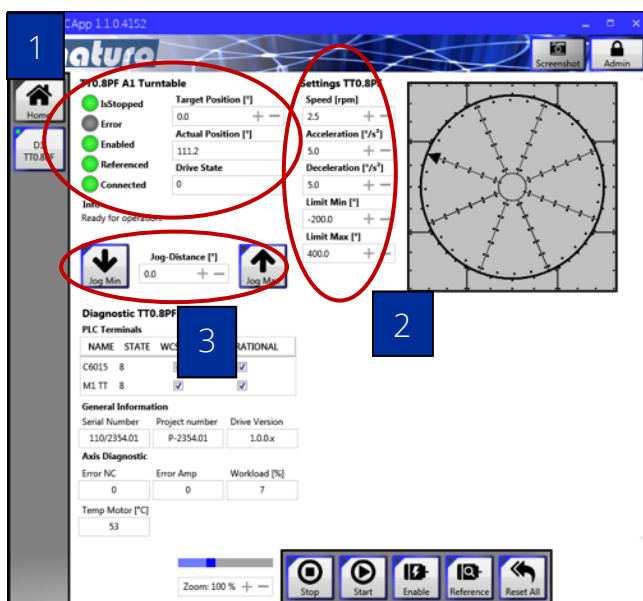 CApp 1.1.0.4152
1
naturo
Screenshot
Admin
Home
D1
TT0.8PF
TT0.8PF A1 Turntable
IsStopped
Error
Enabled
Referenced
Connected
Target Position [°]
0.0
Actual Position [°]
111.2
Drive State
0
Info
Ready for operation
Settings TT0.8PF
Speed [rpm]
2.5
Acceleration [°/s²]
5.0
Deceleration [°/s²]
5.0
Limit Min [°]
-200.0
Limit Max [°]
400.0
Jog Min
Jog-Distance [°]
0.0
Jog Max
2
3
Diagnostic TT0.8PF
PLC Terminals
NAME STATE WCS RATIONAL
C6015 8
M1 TT 8
General Information
Serial Number Project number Drive Version
110/2354.01 P-2354.01 1.0.0.x
Axis Diagnostic
Error NC Error Amp Workload [%]
0 0 7
Temp Motor [°C]
53
Zoom: 100 %
Stop
Start
Enable
Reference
Reset All